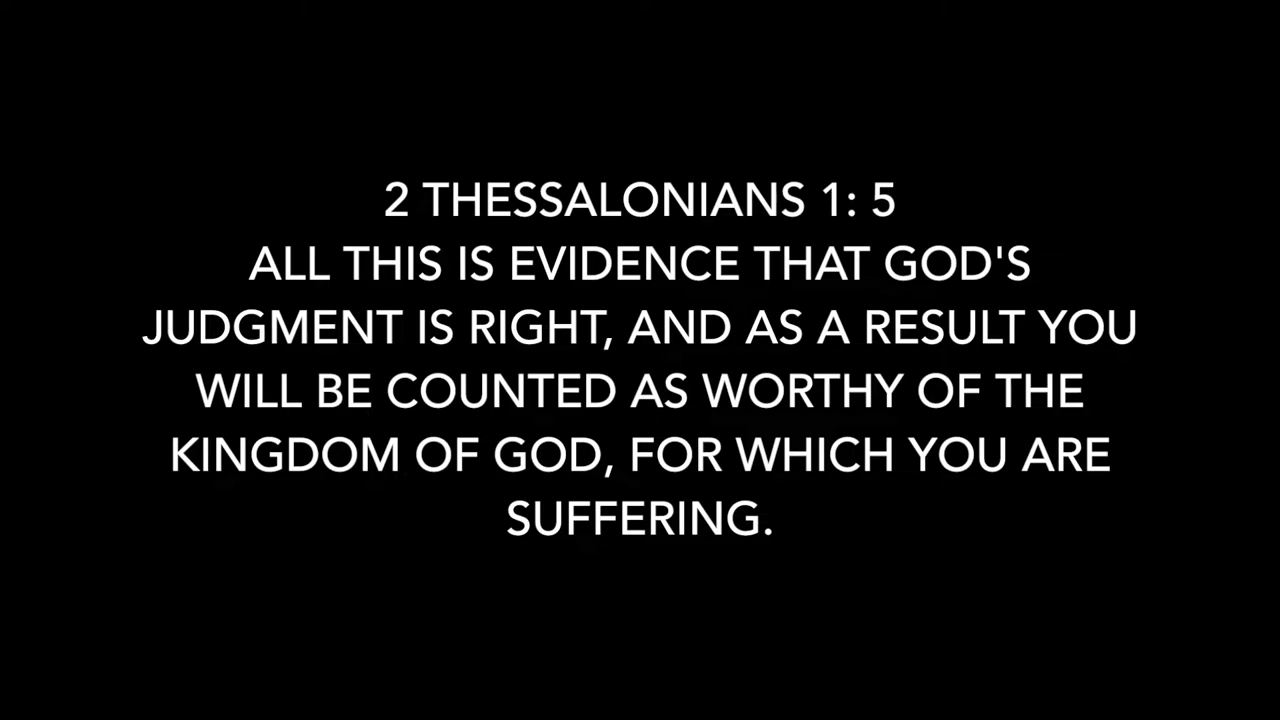 2 THESSALONIANS 1: 5
ALL THIS IS EVIDENCE THAT GOD'S
JUDGMENT IS RIGHT, AND AS A RESULT YOU
WILL BE COUNTED AS WORTHY OF THE
KINGDOM OF GOD, FOR WHICH YOU ARE
SUFFERING.